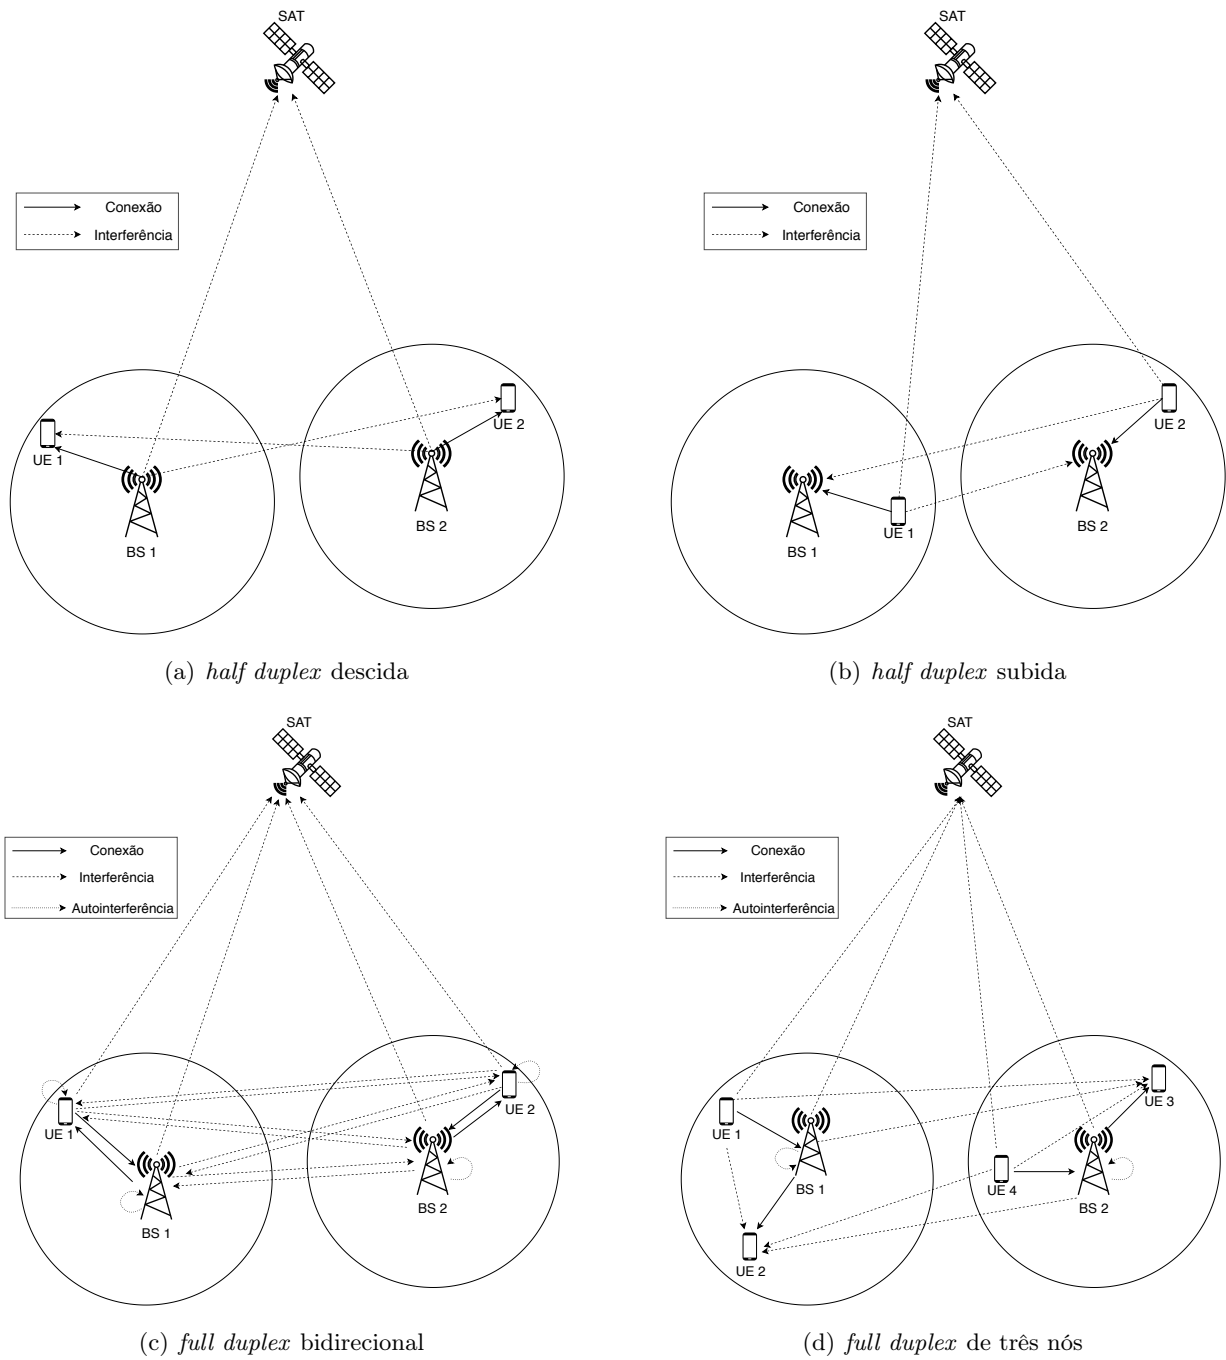 SAT
Conexão
Interferência
UE 1
UE 2
BS 1
BS 2
(a) half duplex descida
SAT
Conexão
Interferência
UE 2
UE 1
BS 1
BS 2
(b) half duplex subida
SAT
Conexão
Interferência
Autointerferência
UE 1
UE 2
BS 1
BS 2
(c) full duplex bidirecional
SAT
Conexão
Interferência
Autointerferência
UE 3
UE 1
BS 1
UE 4
BS 2
UE 2
(d) full duplex de três nós